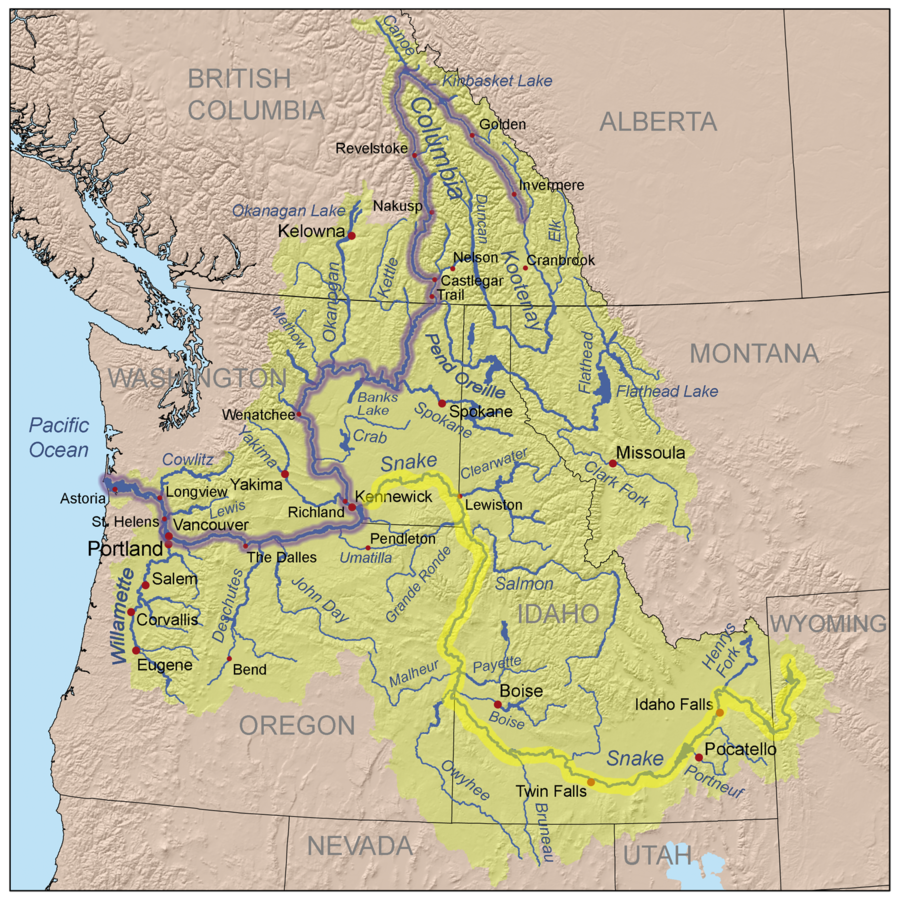 Canoe
BRITISH
COLUMBIA
Kinbasket Lake
Columbia
ALBERTA
Golden
Revelstoke
Invermere
Nakusp
Okanagan Lake
Duncan
Elk
Kelowna
Nelson
Kootenay
Cranbrook
Okanagan
Kettle
Castlegar
Trail
Methow
Pend Oreille
Flathead
MONTANA
WASHINGTON
Banks
Lake
Flathead Lake
Wenatchee
Spokane
Spokane
Pacific
Ocean
Crab
Yakima
Cowlitz
Snake
Clearwater
Missoula
Clark Fork
Yakima
Astoria
Longview
Kennewick
Lewiston
Lewis
Richland
St. Helens
Vancouver
Portland
The Dalles
Pendleton
Umatilla
Grande Ronde
Salem
Deschutes
John Day
Salmon
Willamette
Corvallis
IDAHO
WYOMING
Henrys
Fork
Eugene
Bend
Malheur
Payette
Boise
Boise
Idaho Falls
OREGON
Snake
Pocatello
Owyhee
Twin Falls
Portneuf
Bruneau
NEVADA
UTAH